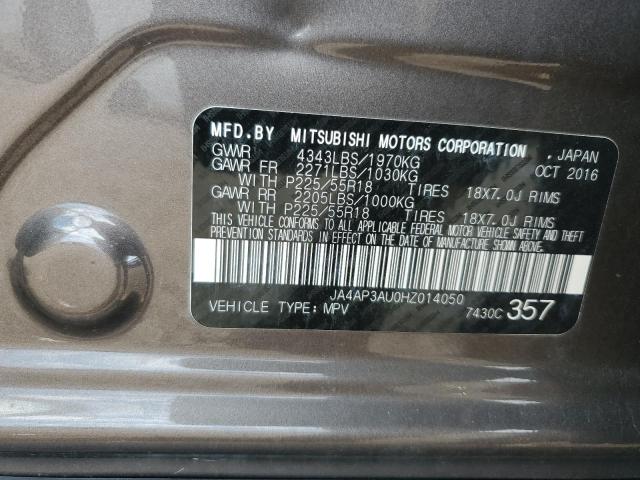 MFD.BY MITSUBISHI MOTORS CORPORATION , JAPAN
GVWR 4343LBS/1970KG OCT 2016
GAWR FR 2271LBS/1030KG
WITH P225/55R18 TIRES 18X7.0J RIMS
GAWR RR 2205LBS/1000KG
WITH P225/55R18 TIRES 18X7.0J RIMS
THIS VEHICLE CONFORMS TO ALL APPLICABLE FEDERAL MOTOR VEHICLE SAFETY AND THEFT
PREVENTION STANDARDS IN EFFECT ON THE DATE OF MANUFACTURE SHOWN ABOVE.
JA4AP3AU0HZ014050
VEHICLE TYPE:MPV 7430C 357